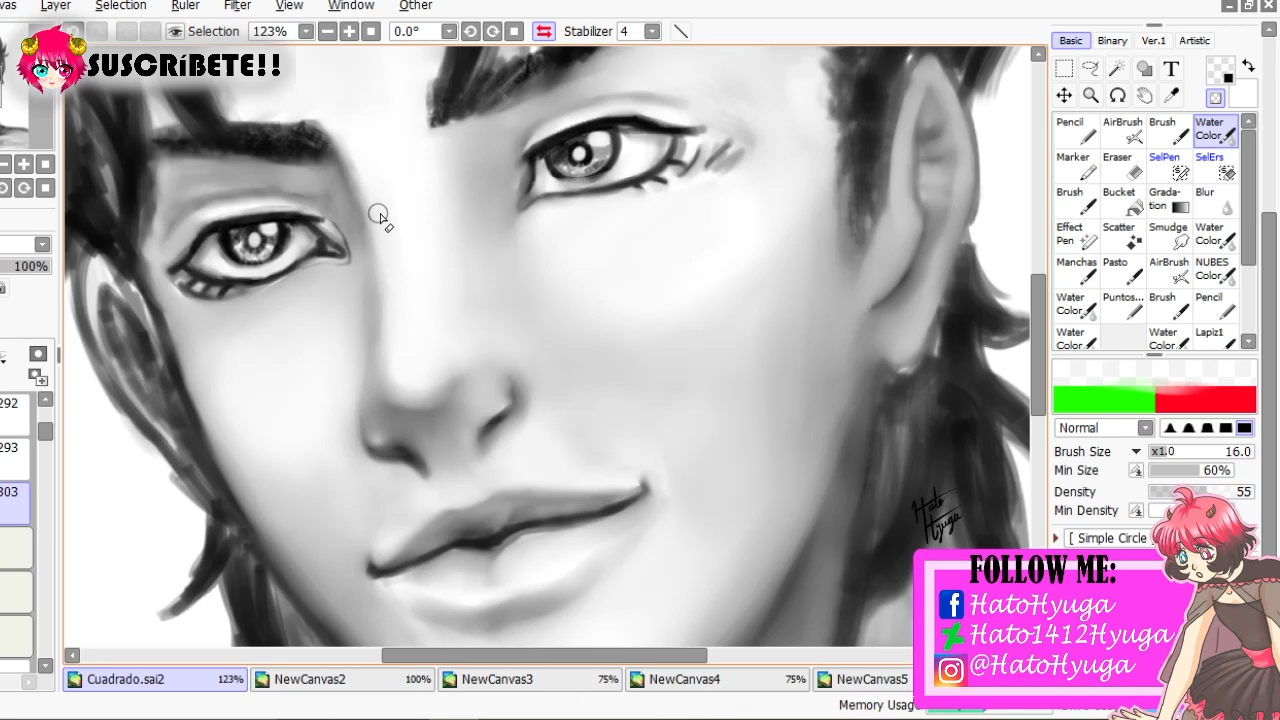 Layer Selection Ruler Filter View Window Other
Selection 123% 0.0° Stabilizer 4
SUSCRíBETE!!
Basic Binary Ver.1 Artistic
T
Pencil AirBrush Brush Water Color
Marker Eraser SelPen SelErs
Brush Bucket Grada-tion Blur
Effect Pen Scatter Smudge Water Color
Manchas Pasto AirBrush NUBES Color
Water Color Puntos... Brush Pencil
Water Color Water Color Lapiz1
100%
292
293
303
Normal
Brush Size x1.0 16.0
Min Size 60%
Density 55
Min Density
[ Simple Circle
Hato
Hyuga
FOLLOW ME:
HatoHyuga
Hato1412Hyuga
@HatoHyuga
Cuadrado.sai2 123% NewCanvas2 100% NewCanvas3 75% NewCanvas4 75% NewCanvas5
Memory Usage